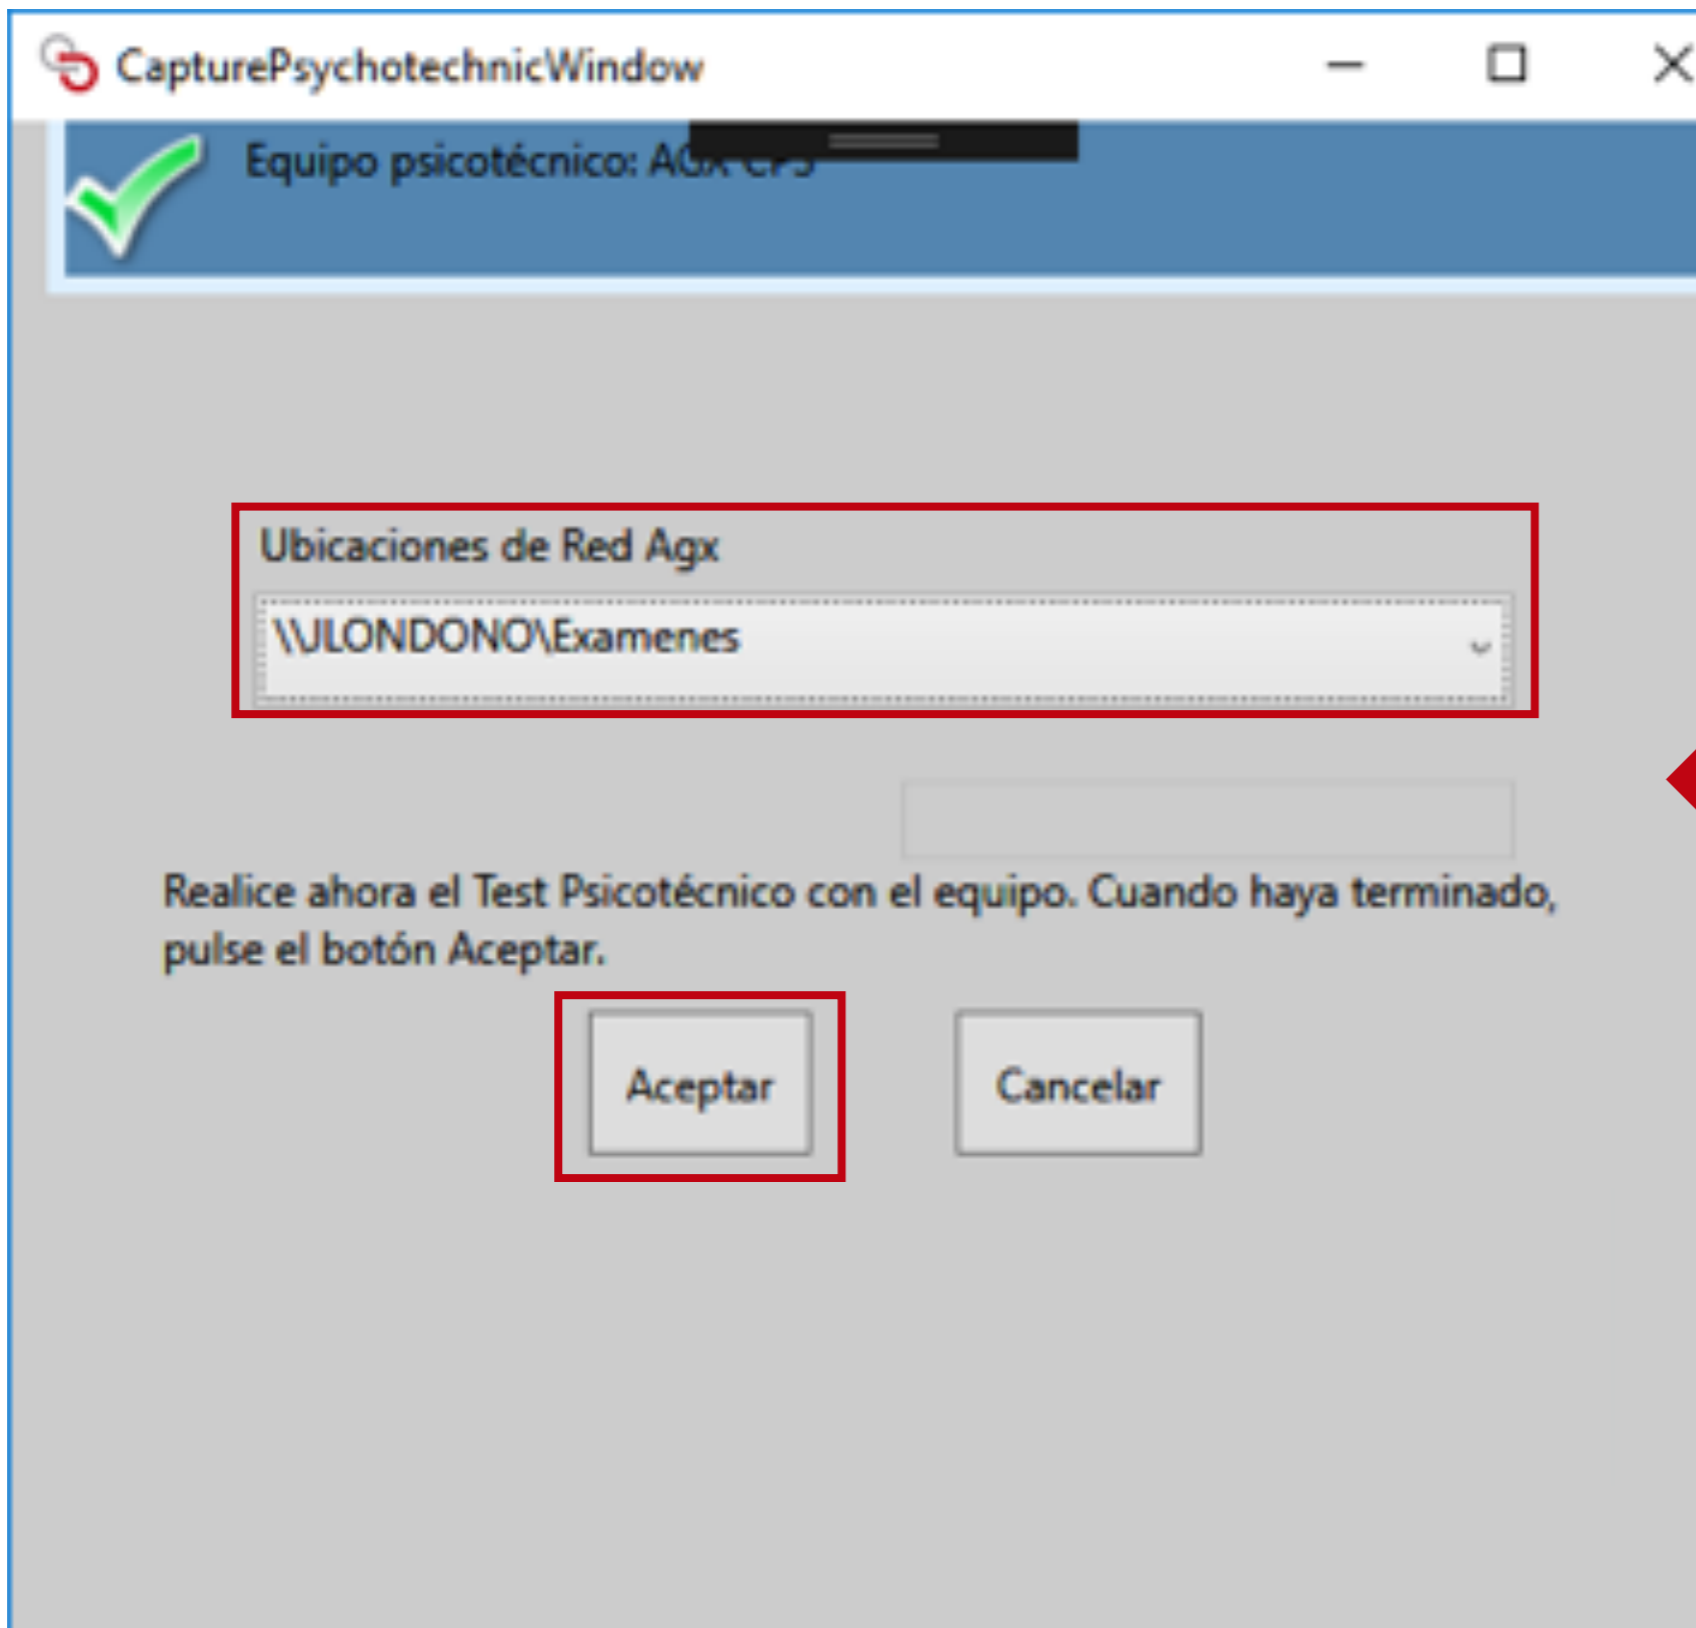 CapturePsychotechnicWindow
Equipo psicotécnico:
Ubicaciones de Red Agx
\\JLONDONO\Examenes
Realice ahora el Test Psicotécnico con el equipo. Cuando haya terminado,
pulse el botón Aceptar.
Aceptar
Cancelar